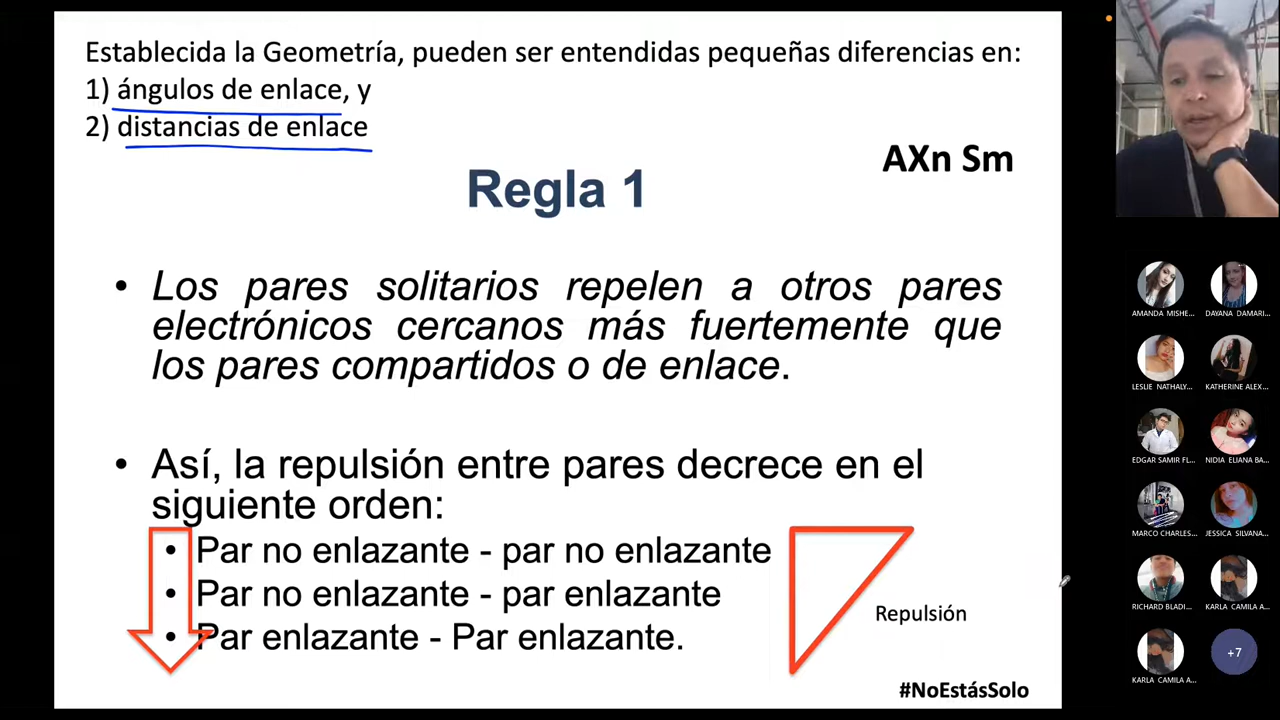 Establecida la Geometría, pueden ser entendidas pequeñas diferencias en:
1) ángulos de enlace, y
2) distancias de enlace
AXn Sm
Regla 1
• Los pares solitarios repelen a otros pares
electrónicos cercanos más fuertemente que
los pares compartidos o de enlace.
• Así, la repulsión entre pares decrece en el
siguiente orden:
• Par no enlazante - par no enlazante
• Par no enlazante - par enlazante
• Par enlazante - Par enlazante.
Repulsión
#NoEstásSolo
AMANDA MISHE...
DAYANA DAMARI...
LESLIE NATHALY...
KATHERINE ALEX...
EDGAR SAMIR FL...
NIDIA ELIANA BA...
MARCO CHARLES...
JESSICA SILVANA...
RICHARD BLADI...
KARLA CAMILA A...
KARLA CAMILA A...
+7